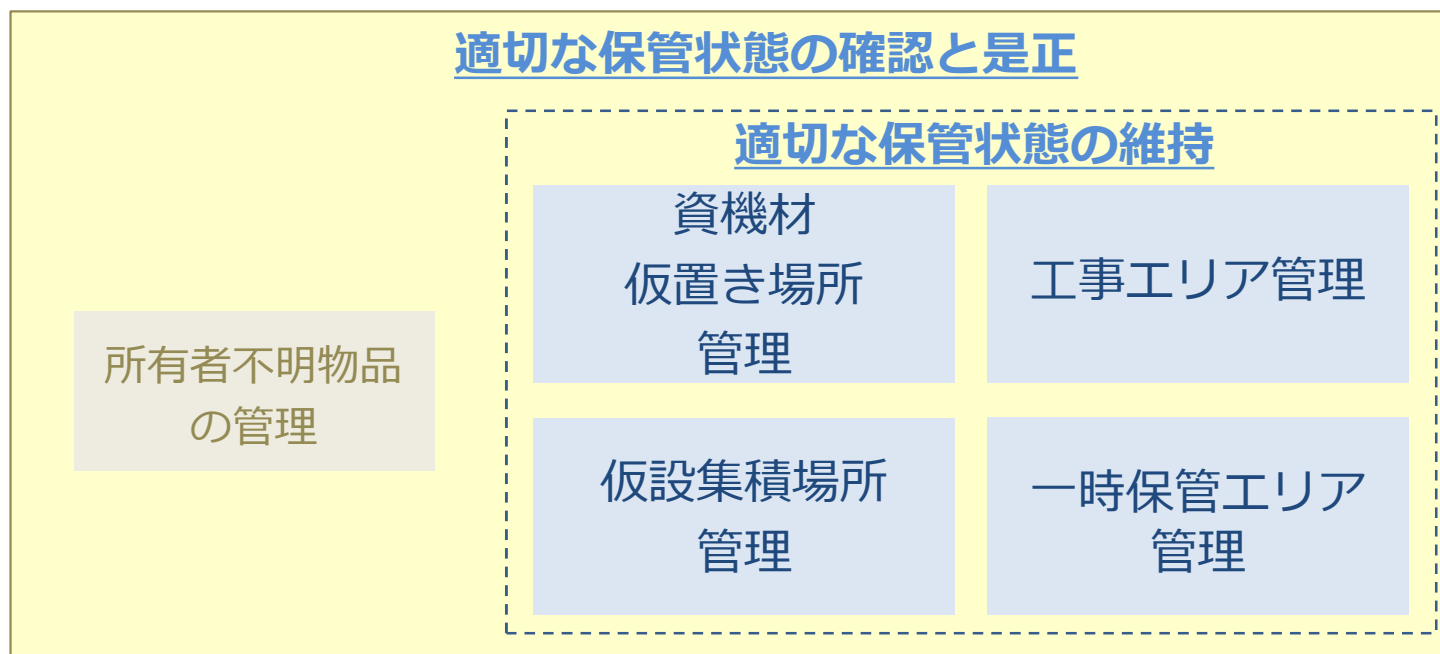 適切な保管状態の確認と是正
適切な保管状態の維持
資機材
仮置き場所
管理
工事エリア管理
所有者不明物品
の管理
仮設集積場所
管理
一時保管エリア
管理